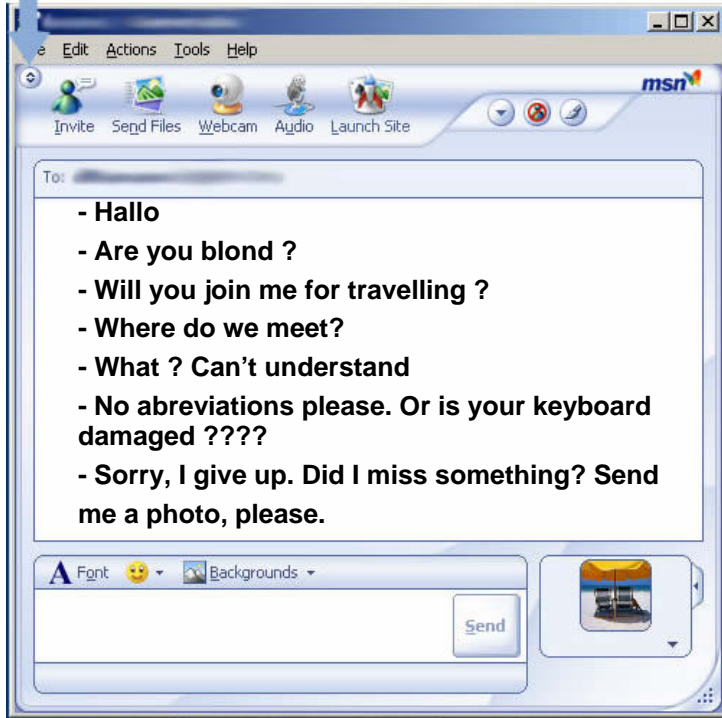 e Edit Actions Tools Help
msn
Invite Send Files Webcam Audio Launch Site
To:
- Hallo
- Are you blond ?
- Will you join me for travelling ?
- Where do we meet?
- What ? Can’t understand
- No abreviations please. Or is your keyboard
damaged ????
- Sorry, I give up. Did I miss something? Send
me a photo, please.
A Font Backgrounds
Send